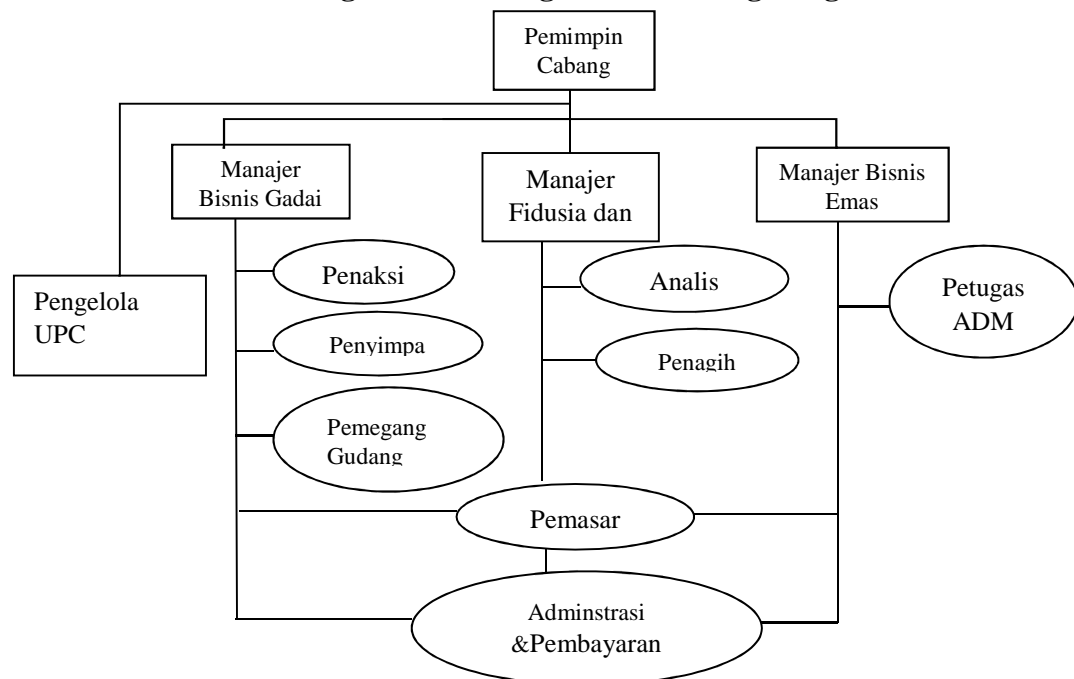 Pemimpin
Cabang
Manajer
Bisnis Gadai
Manajer
Fidusia dan
Manajer Bisnis
Emas
Pengelola
UPC
Penaksi
Analis
Petugas
ADM
Penyimpa
Penagih
Pemegang
Gudang
Pemasar
Adminstrasi
&Pembayaran